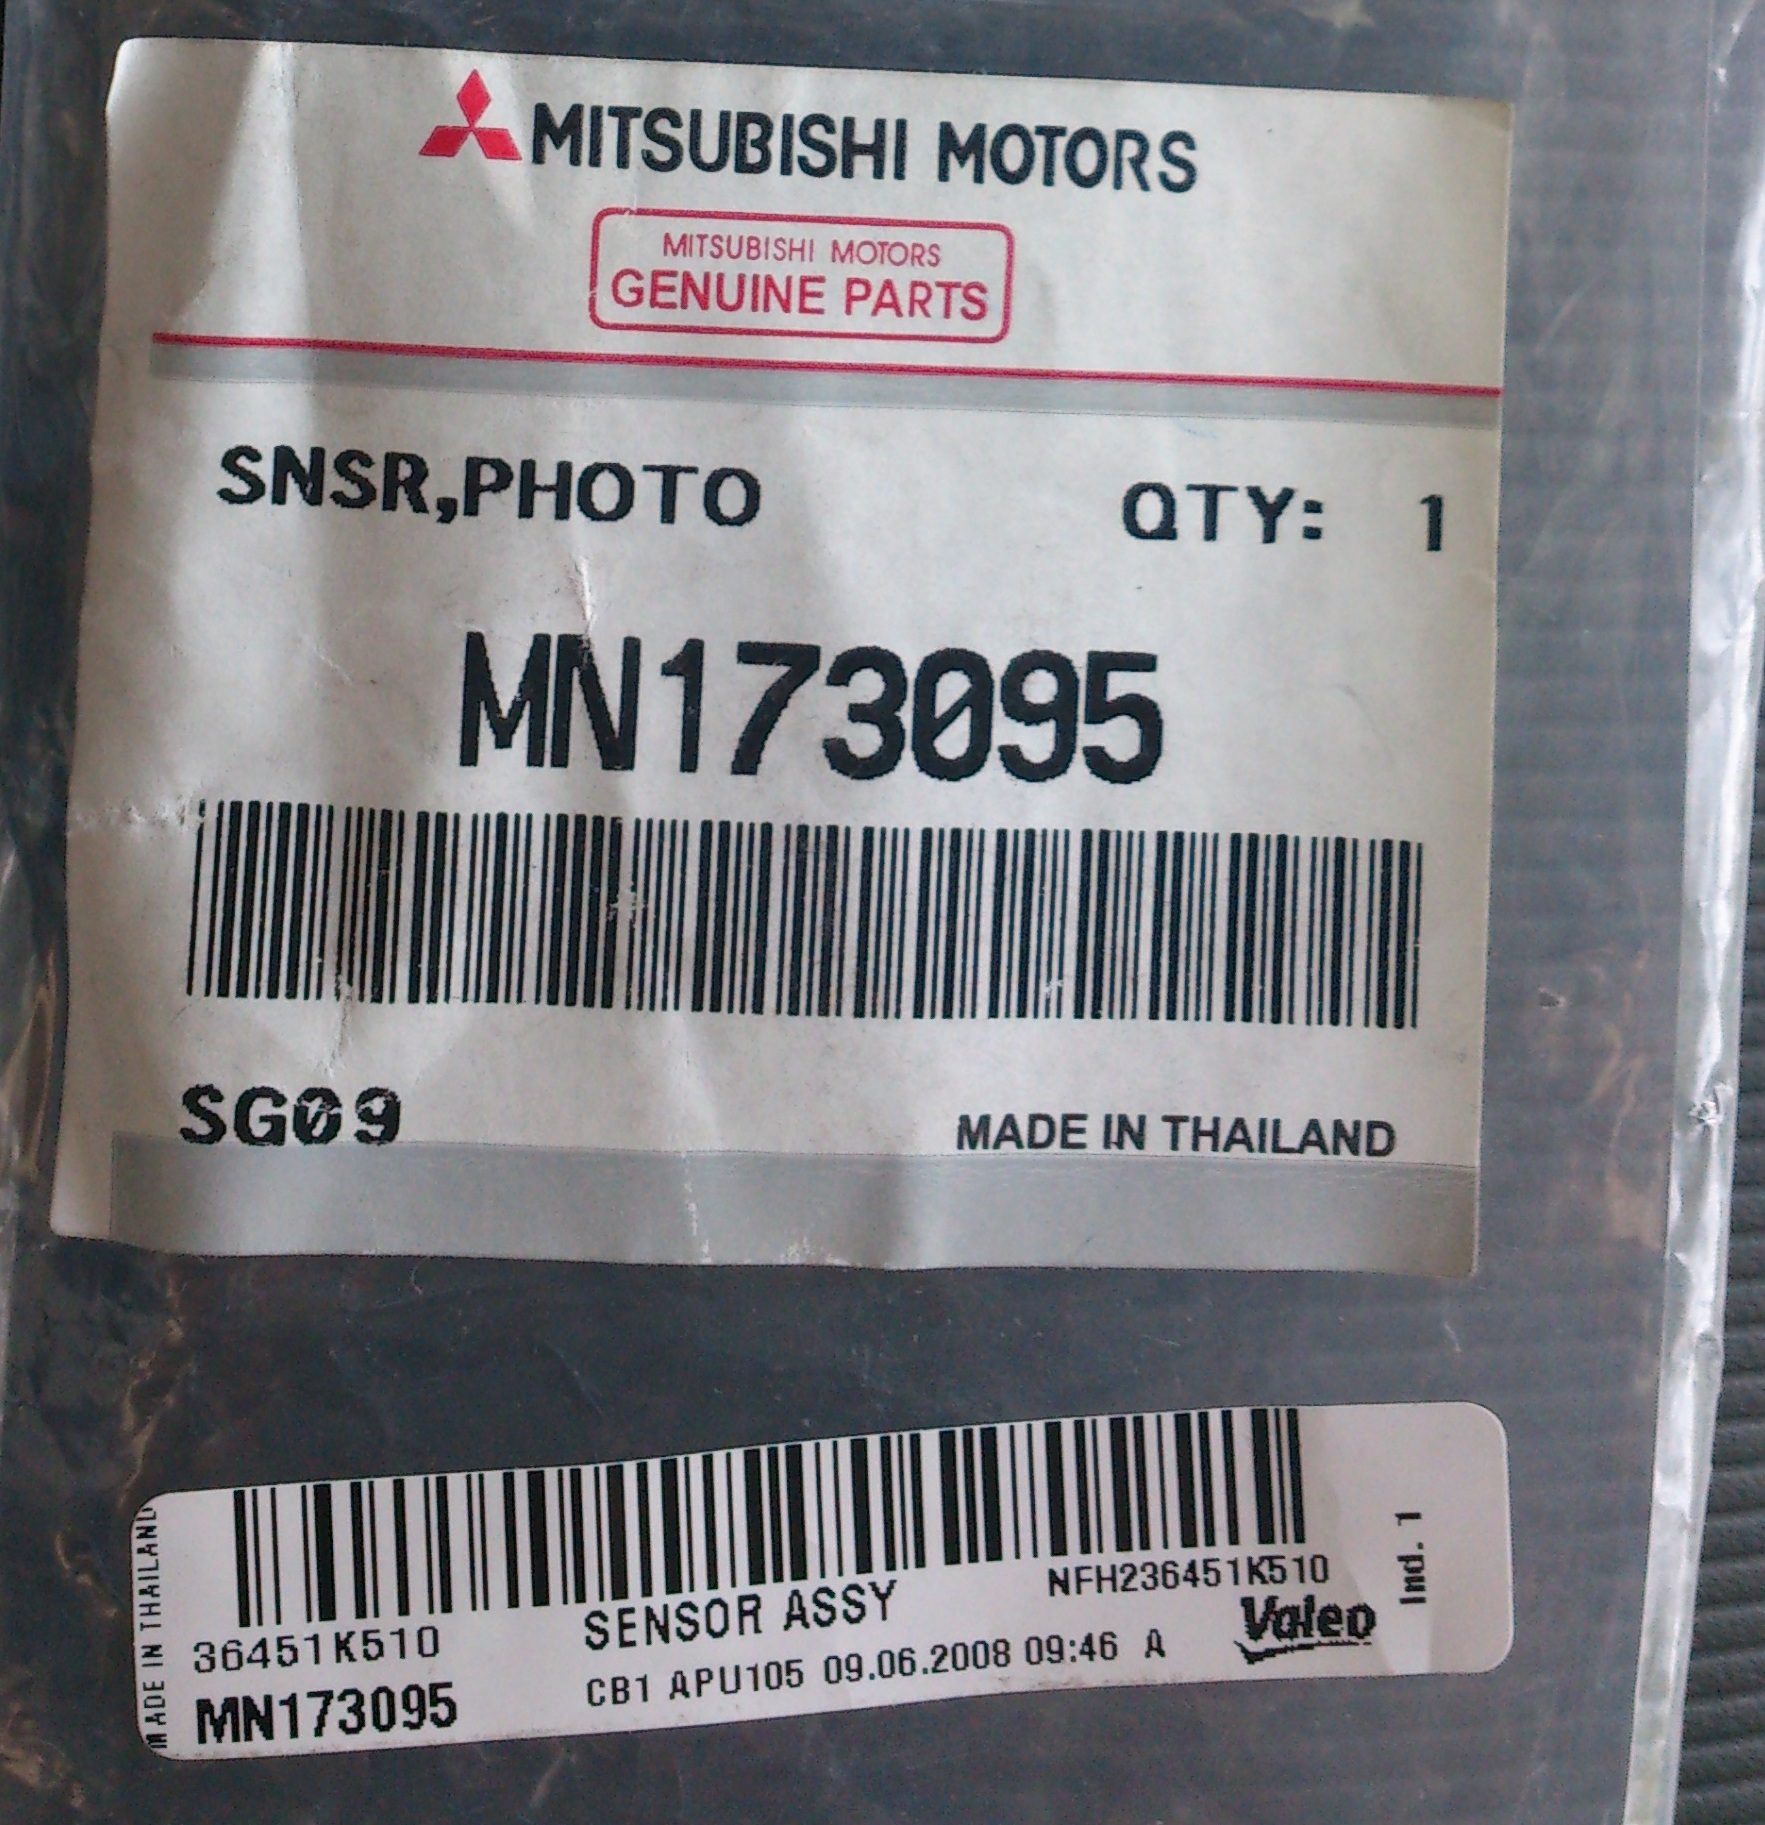 MITSUBISHI MOTORS
MITSUBISHI MOTORS
GENUINE PARTS
SNSR,PHOTO QTY: 1
MN173095
SG09 MADE IN THAILAND
MADE IN THAILAND
36451K510 SENSOR ASSY NFH236451K510
MN173095 CB1 APU105 09.06.2008 09:46 A Valeo
Ind. 1